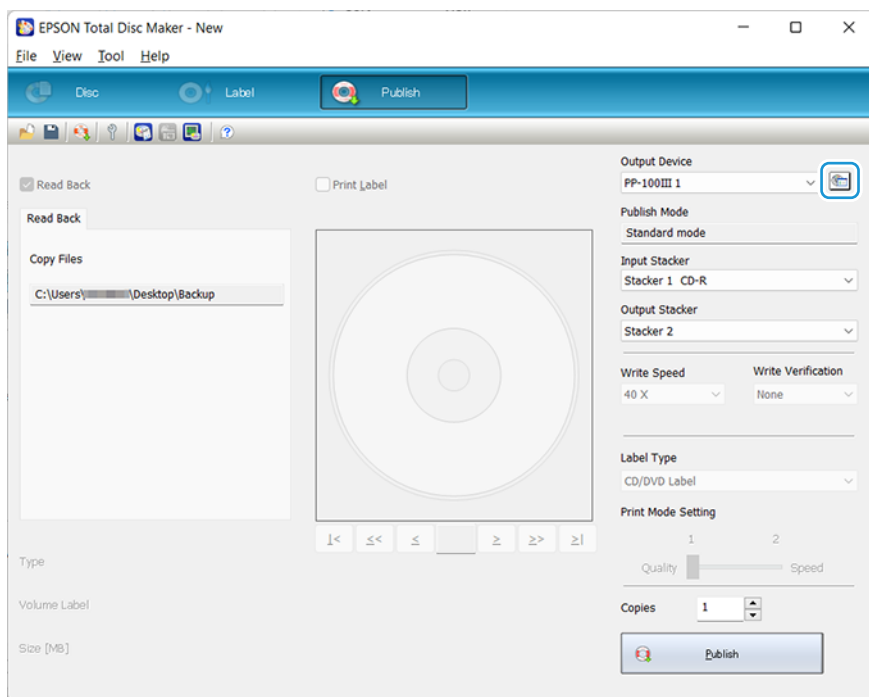 EPSON Total Disc Maker - New
File View Tool Help
Disc Label Publish
Read Back
Print Label
Read Back
Copy Files
C:\Users\ \Desktop\Backup
Type
Volume Label
Size [MB]
|< << < > >> >|
Output Device
PP-100III 1
Publish Mode
Standard mode
Input Stacker
Stacker 1 CD-R
Output Stacker
Stacker 2
Write Speed Write Verification
40 X None
Label Type
CD/DVD Label
Print Mode Setting
1 2
Quality Speed
Copies 1
Publish